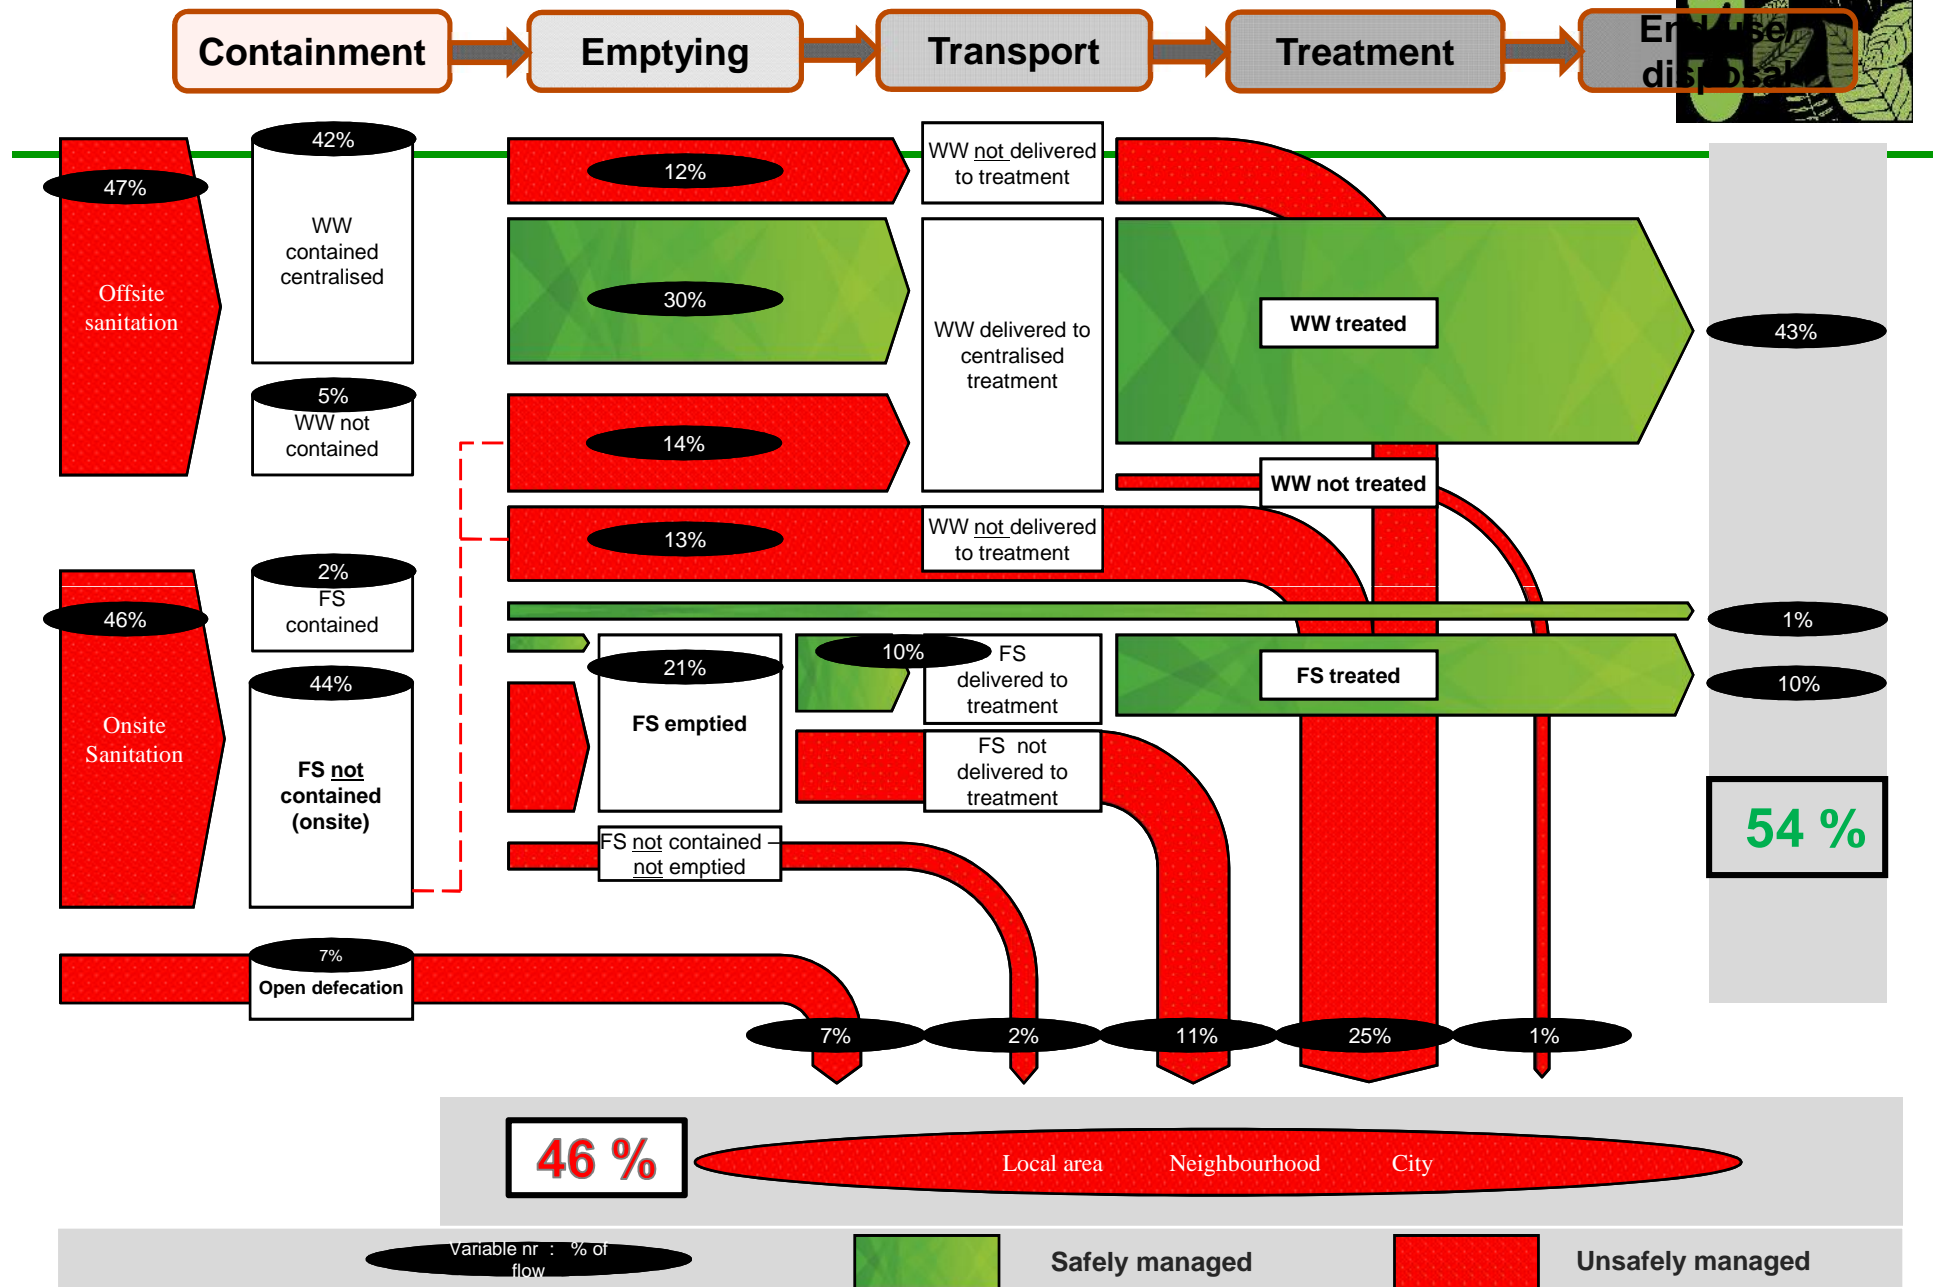 Containment
Emptying
Transport
Treatment
End use/
disposal
42%
47%
WW
contained
centralised
Offsite
sanitation
5%
WW not
contained
12%
WW not delivered
to treatment
30%
WW delivered to
centralised
treatment
WW treated
43%
14%
WW not treated
13%
WW not delivered
to treatment
2%
FS
contained
46%
44%
Onsite
Sanitation
FS not
contained
(onsite)
1%
21%
FS emptied
10%
FS
delivered to
treatment
FS treated
10%
FS not
delivered to
treatment
54 %
FS not contained –
not emptied
7%
Open defecation
7%
2%
11%
25%
1%
46 %
Local area
Neighbourhood
City
Variable nr : % of
flow
Safely managed
Unsafely managed